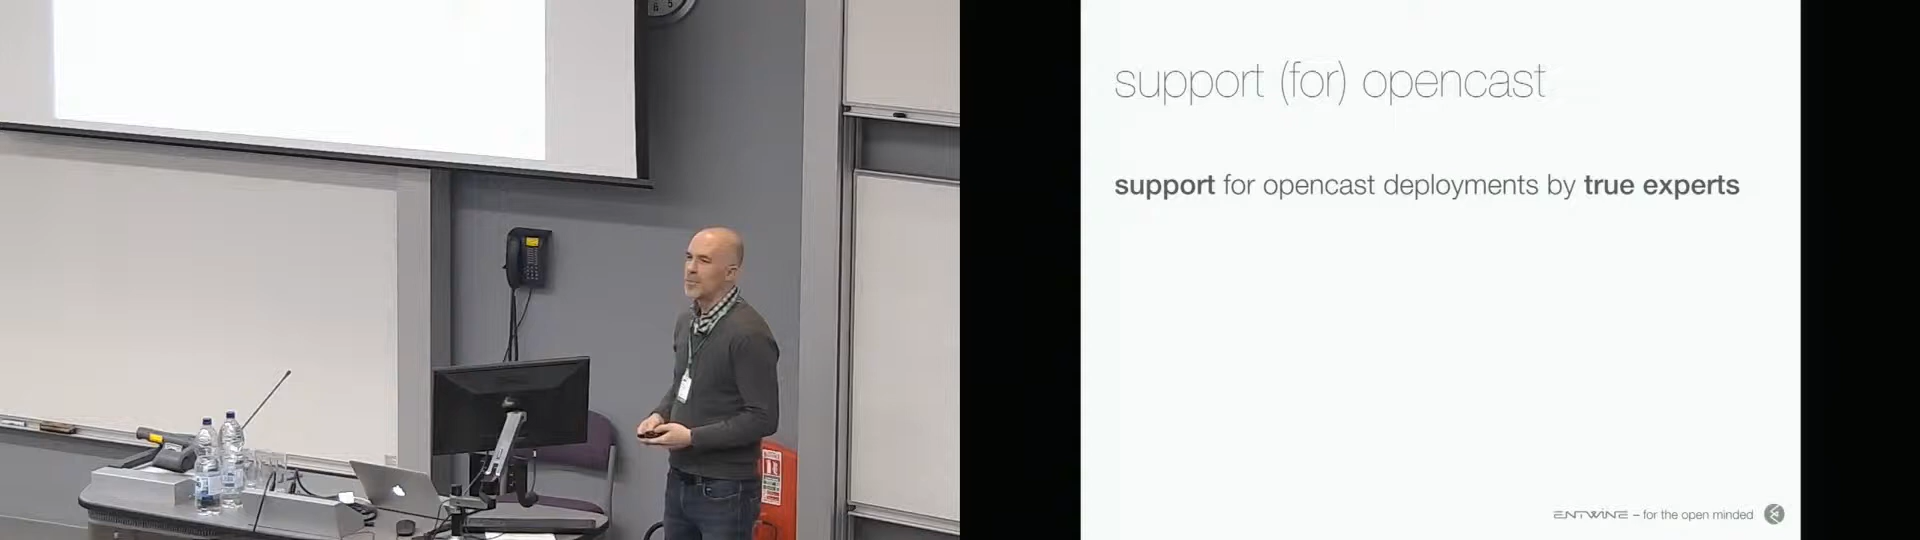 support (for) opencast
support for opencast deployments by true experts
ENTWINE – for the open minded